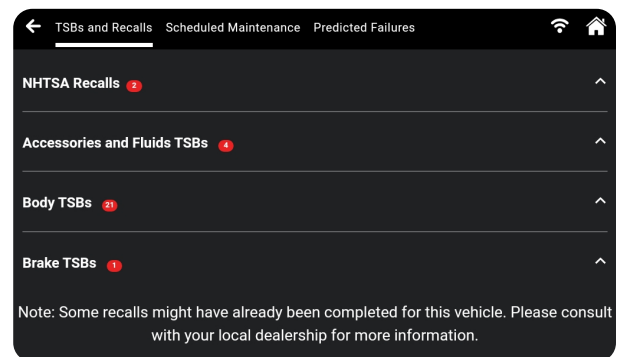 TSBs and Recalls Scheduled Maintenance Predicted Failures
NHTSA Recalls 2
Accessories and Fluids TSBs 4
Body TSBs 21
Brake TSBs 1
Note: Some recalls might have already been completed for this vehicle. Please consult
with your local dealership for more information.